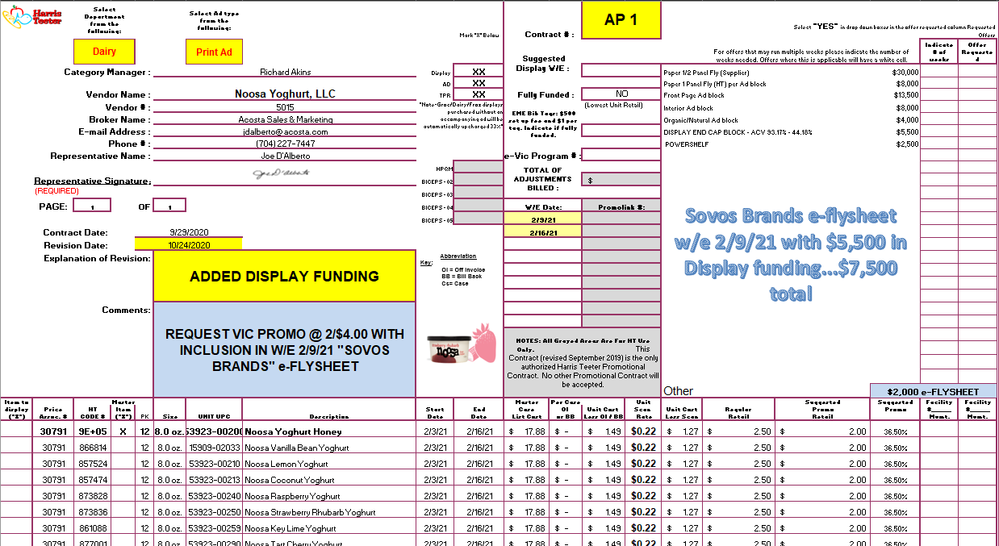 Harris
Teeter
Select
Department
from the
following:
Dairy
Select Ad type
from the
following:
Print Ad
Category Manager : Richard Akins
Vendor Name : Noosa Yoghurt, LLC
Vendor # : 5015
Broker Name : Acosta Sales & Marketing
E-mail Address : jdalberto@acosta.com
Phone # : (704) 227-7447
Representative Name : Joe D'Alberto
Representative Signature: Joe D'Alberto
(REQUIRED)
PAGE: 1 OF 1
Contract Date: 9/29/2020
Revision Date: 10/24/2020
Explanation of Revision:
ADDED DISPLAY FUNDING
Comments:
REQUEST VIC PROMO @ 2/$4.00 WITH
INCLUSION IN W/E 2/9/21 "SOVOS
BRANDS" e-FLYSHEET
Mark "X" Below
Display XX
AD XX
TPR XX
*Note-Groc/Dairy/Froz displays
purchased without an
accompanying ad will be
automatically upcharged 33%*
HPQM
BICEPS - 02
BICEPS - 03
BICEPS - 04
BICEPS - 05
Key:
Abbreviation
OI = Off Invoice
BB = Bill Back
Cs= Case
noosa
Contract # : AP 1
Suggested
Display W/E :
Fully Funded : NO
(Lowest Unit Retail)
EME Bib Tags: $500
set up fee and $1 per
tag. Indicate if fully
funded.
e-Vic Program # :
TOTAL OF
ADJUSTMENTS
BILLED :
$
W/E Date: Promolink #:
2/9/21
2/16/21
NOTES: All Greyed Areas Are For HT Use
Only. This
Contract (revised September 2019) is the only
authorized Harris Teeter Promotional
Contract. No other Promotional Contract will
be accepted.
Select "YES" in drop down boxes in the offer requested column Requested
Offers
For offers that may run multiple weeks please indicate the number of
weeks needed. Offers where this is applicable will have a white cell.
Indicate
# of
weeks
Offer
Requeste
d
Paper 1/2 Panel Fly (Supplier) $30,000
Paper 1 Panel Fly (HT) per Ad block $8,000
Front Page Ad block $13,500
Interior Ad block $8,000
Organic/Natural Ad block $4,000
DISPLAY END CAP BLOCK - ACV 93.17% - 44.18% $5,500
POWERSHELF $2,500
Sovos Brands e-flysheet
w/e 2/9/21 with $5,500 in
Display funding...$7,500
total
Other
$2,000 e-FLYSHEET
Item to display ("X") Price Assoc. # HT CODE # Master Item ("X") PK Size UNIT UPC Description Start Date End Date Master Case List Cost Per Case OI or BB Unit Cost Less OI / BB Unit Scan Rate Unit Cost Less Scan Regular Retail Suggested Promo Retail Suggested Promo Facility #____ Mvmt. Facility #____ Mvmt.
30791 9E+05 X 12 8.0 oz. 53923-00200 Noosa Yoghurt Honey 2/3/21 2/16/21 $ 17.88 $ - $ 1.49 $0.22 $ 1.27 $ 2.50 $ 2.00 36.50%
30791 866814 12 8.0 oz. 15909-02033 Noosa Vanilla Bean Yoghurt 2/3/21 2/16/21 $ 17.88 $ - $ 1.49 $0.22 $ 1.27 $ 2.50 $ 2.00 36.50%
30791 857524 12 8.0 oz. 53923-00210 Noosa Lemon Yoghurt 2/3/21 2/16/21 $ 17.88 $ - $ 1.49 $0.22 $ 1.27 $ 2.50 $ 2.00 36.50%
30791 857474 12 8.0 oz. 53923-00213 Noosa Coconut Yoghurt 2/3/21 2/16/21 $ 17.88 $ - $ 1.49 $0.22 $ 1.27 $ 2.50 $ 2.00 36.50%
30791 873828 12 8.0 oz. 53923-00240 Noosa Raspberry Yoghurt 2/3/21 2/16/21 $ 17.88 $ - $ 1.49 $0.22 $ 1.27 $ 2.50 $ 2.00 36.50%
30791 873836 12 8.0 oz. 53923-00250 Noosa Strawberry Rhubarb Yoghurt 2/3/21 2/16/21 $ 17.88 $ - $ 1.49 $0.22 $ 1.27 $ 2.50 $ 2.00 36.50%
30791 861088 12 8.0 oz. 53923-00259 Noosa Key Lime Yoghurt 2/3/21 2/16/21 $ 17.88 $ - $ 1.49 $0.22 $ 1.27 $ 2.50 $ 2.00 36.50%
30791 877001 12 8.0 oz. 53923-00290 Noosa Tart Cherry Yoghurt 2/3/21 2/16/21 $ 17.88 $ - $ 1.49 $0.22 $ 1.27 $ 2.50 $ 2.00 36.50%